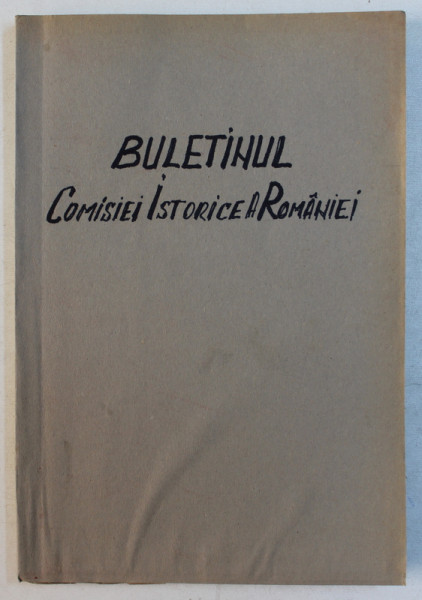 BULETINUL
COMISIEI ISTORICE A ROMÂNIEI